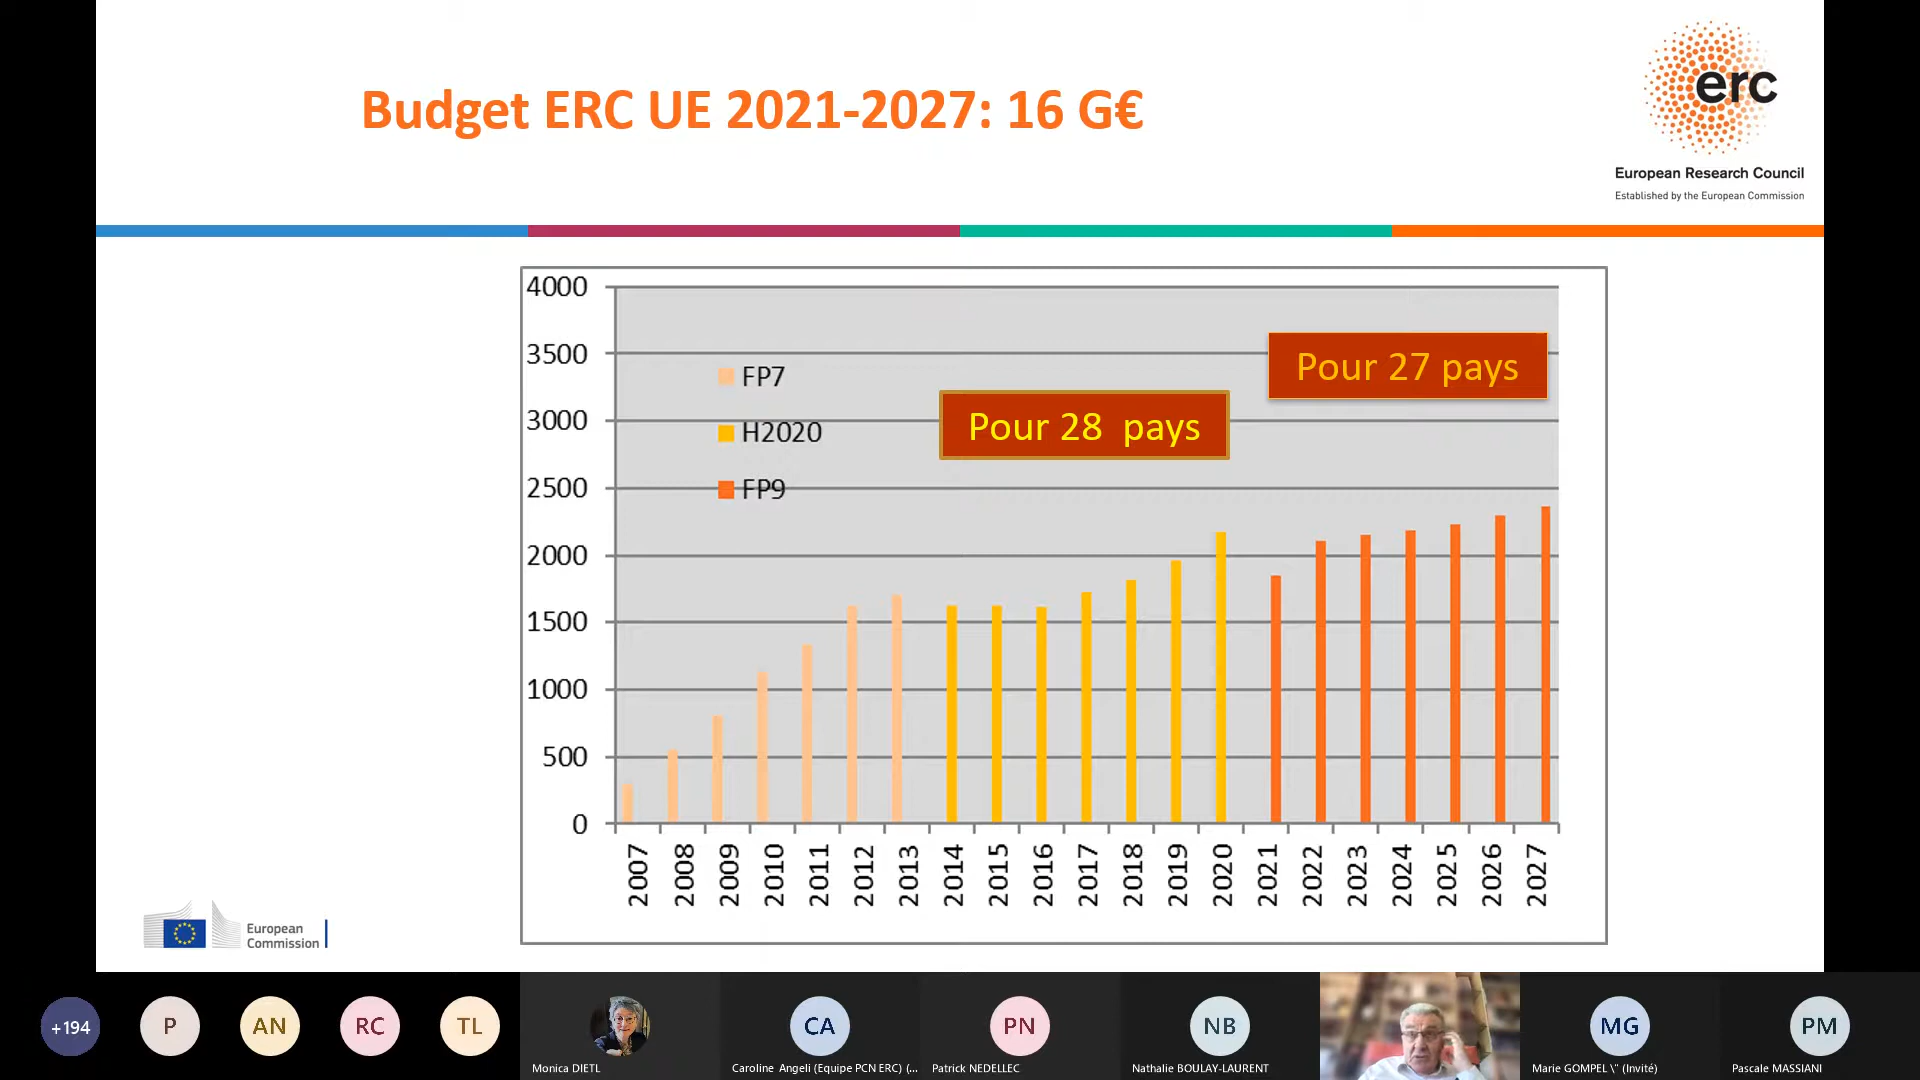 Budget ERC UE 2021-2027: 16 G€
erc
European Research Council
Established by the European Commission
4000
3500
3000
2500
2000
1500
1000
500
0
FP7
H2020
FP9
Pour 28 pays
Pour 27 pays
2007 2008 2009 2010 2011 2012 2013 2014 2015 2016 2017 2018 2019 2020 2021 2022 2023 2024 2025 2026 2027
European
Commission
+194
P
AN
RC
TL
Monica DIETL
CA
Caroline Angeli (Equipe PCN ERC) (...
PN
Patrick NEDELLEC
NB
Nathalie BOULAY-LAURENT
MG
Marie GOMPEL \" (Invité)
PM
Pascale MASSIANI